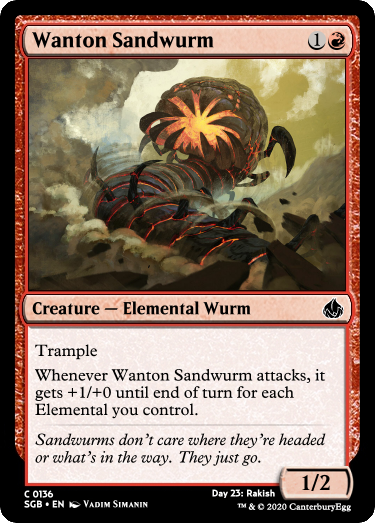 Wanton Sandwurm 1
Creature — Elemental Wurm
Trample
Whenever Wanton Sandwurm attacks, it
gets +1/+0 until end of turn for each
Elemental you control.
Sandwurms don't care where they're headed
or what's in the way. They just go.
1/2
C 0136 Day 23: Rakish
SGB • EN VADIM SIMANIN ™ & © 2020 CanterburyEgg